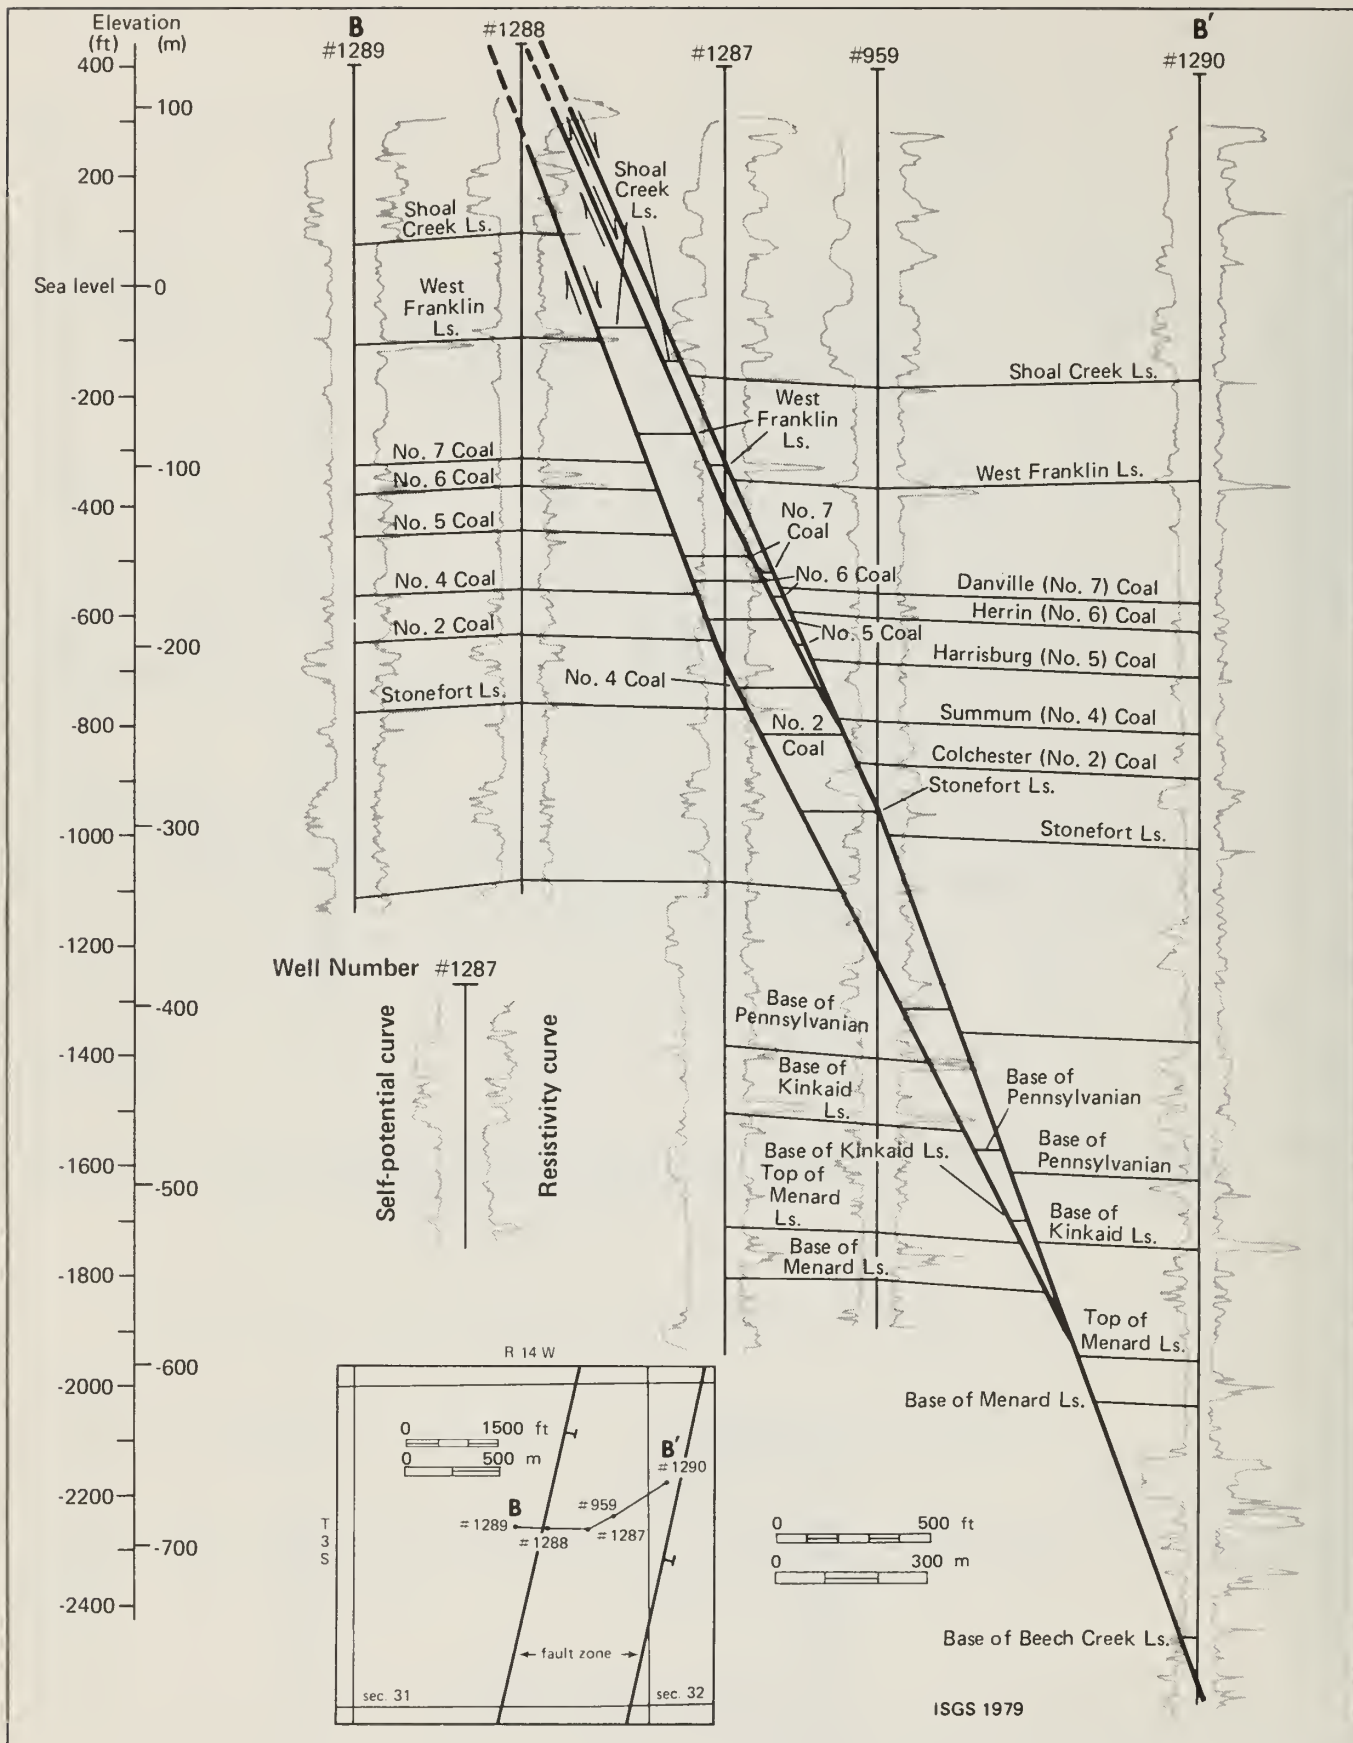 Elevation
(ft) (m)
B
#1289
#1288
#1287
#959
B'
#1290
400
100
200
Sea level
0
-200
-100
-400
-600
-200
-800
-1000
-300
-1200
-400
-1400
-1600
-500
-1800
-600
-2000
-2200
-700
-2400
Shoal
Creek Ls.
West
Franklin
Ls.
No. 7 Coal
No. 6 Coal
No. 5 Coal
No. 4 Coal
No. 2 Coal
Stonefort Ls.
Shoal
Creek
Ls.
West
Franklin
Ls.
No. 7
Coal
No. 6 Coal
No. 5 Coal
No. 4 Coal
No. 2
Coal
Stonefort Ls.
Shoal Creek Ls.
West Franklin Ls.
Danville (No. 7) Coal
Herrin (No. 6) Coal
Harrisburg (No. 5) Coal
Summum (No. 4) Coal
Colchester (No. 2) Coal
Stonefort Ls.
Well Number #1287
Self-potential curve
Resistivity curve
Base of
Pennsylvanian
Base of
Kinkaid
Ls.
Base of Kinkaid Ls.
Top of
Menard
Ls.
Base of
Menard Ls.
Base of
Pennsylvanian
Base of
Pennsylvanian
Base of
Kinkaid Ls.
Top of
Menard Ls.
Base of Menard Ls.
Base of Beech Creek Ls.
R 14 W
T
3
S
0 1500 ft
0 500 m
B
#1289
#1288
#959
#1287
B'
#1290
fault zone
sec. 31
sec. 32
0 500 ft
0 300 m
ISGS 1979